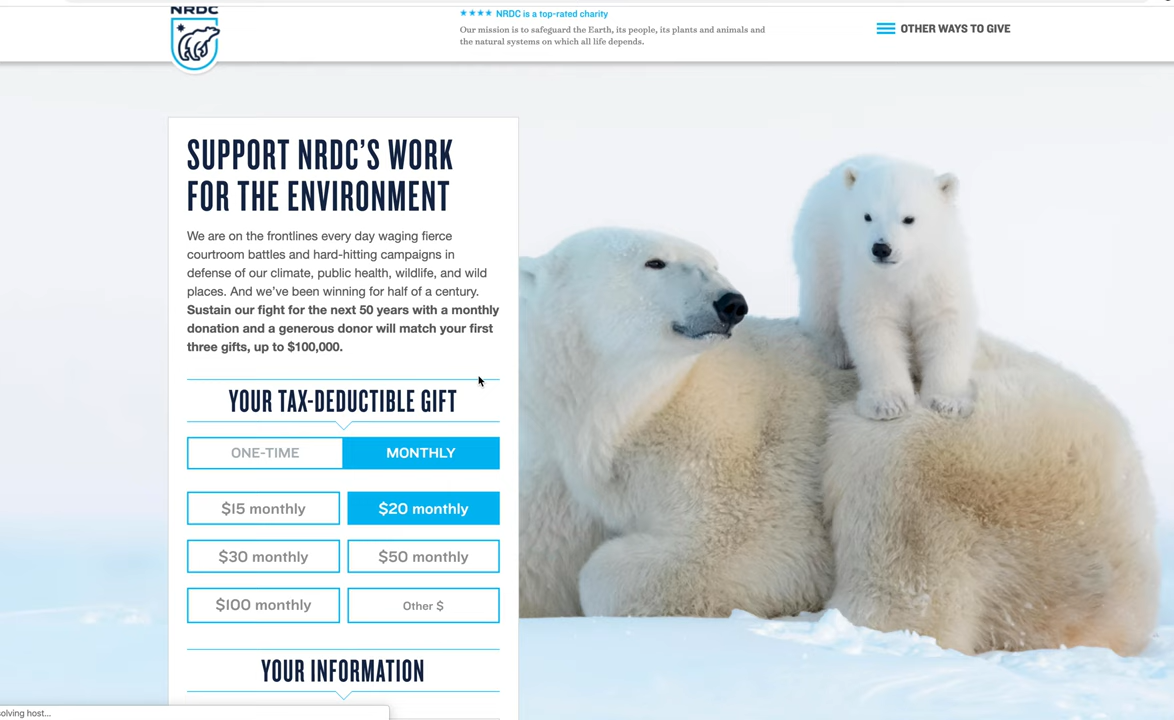 NRDC
★★★★ NRDC is a top-rated charity
Our mission is to safeguard the Earth, its people, its plants and animals and
the natural systems on which all life depends.
OTHER WAYS TO GIVE
SUPPORT NRDC'S WORK
FOR THE ENVIRONMENT
We are on the frontlines every day waging fierce
courtroom battles and hard-hitting campaigns in
defense of our climate, public health, wildlife, and wild
places. And we've been winning for half of a century.
Sustain our fight for the next 50 years with a monthly
donation and a generous donor will match your first
three gifts, up to $100,000.
YOUR TAX-DEDUCTIBLE GIFT
ONE-TIME
MONTHLY
$15 monthly
$20 monthly
$30 monthly
$50 monthly
$100 monthly
Other $
YOUR INFORMATION
olving host...